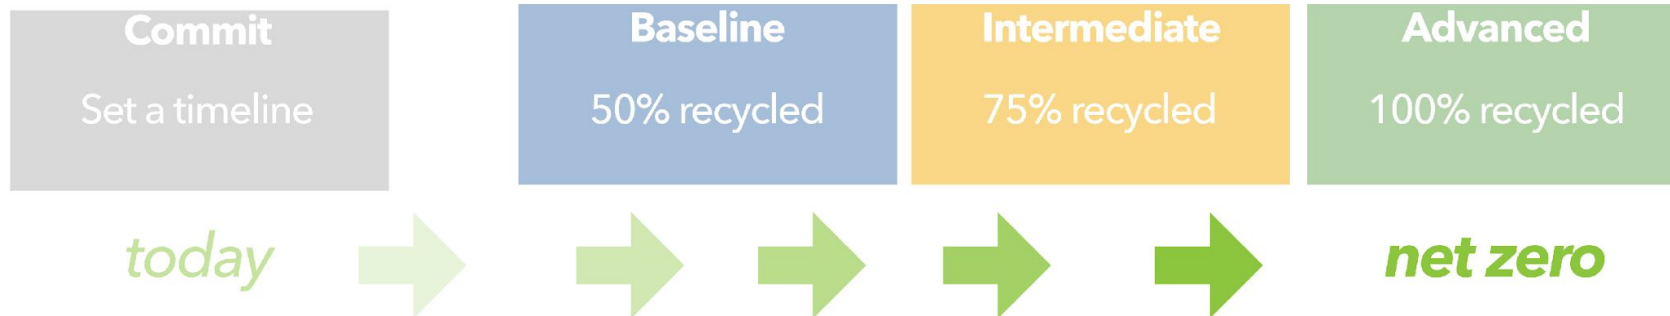 Commit
Set a timeline
Baseline
50% recycled
Intermediate
75% recycled
Advanced
100% recycled
today
net zero